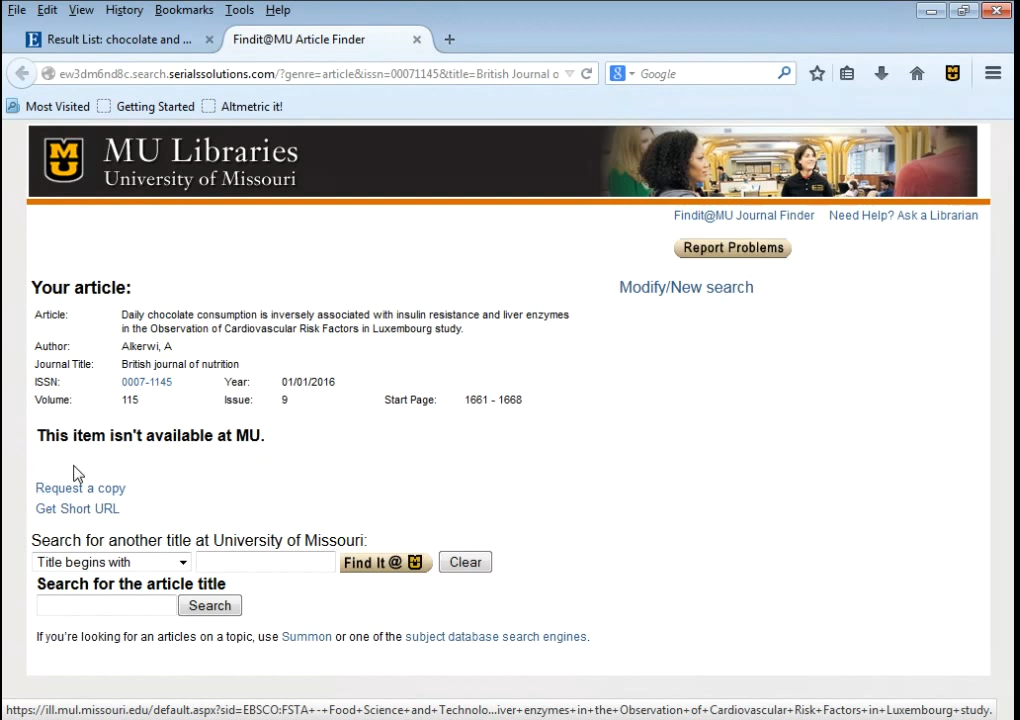 File Edit View History Bookmarks Tools Help
Result List: chocolate and ... × Findit@MU Article Finder × +
ew3dm6nd8c.search.serialssolutions.com/?genre=article&issn=00071145&title=British Journal o Google
Most Visited Getting Started Altmetric it!
MU Libraries
University of Missouri
Findit@MU Journal Finder Need Help? Ask a Librarian
Report Problems
Your article: Modify/New search
Article: Daily chocolate consumption is inversely associated with insulin resistance and liver enzymes
in the Observation of Cardiovascular Risk Factors in Luxembourg study.
Author: Alkerwi, A
Journal Title: British journal of nutrition
ISSN: 0007-1145 Year: 01/01/2016
Volume: 115 Issue: 9 Start Page: 1661 - 1668
This item isn't available at MU.
Request a copy
Get Short URL
Search for another title at University of Missouri:
Title begins with Find It @ Clear
Search for the article title
Search
If you're looking for an articles on a topic, use Summon or one of the subject database search engines.
https://ill.mul.missouri.edu/default.aspx?sid=EBSCO:FSTA+-+Food+Science+and+Technolo...iver+enzymes+in+the+Observation+of+Cardiovascular+Risk+Factors+in+Luxembourg+study.